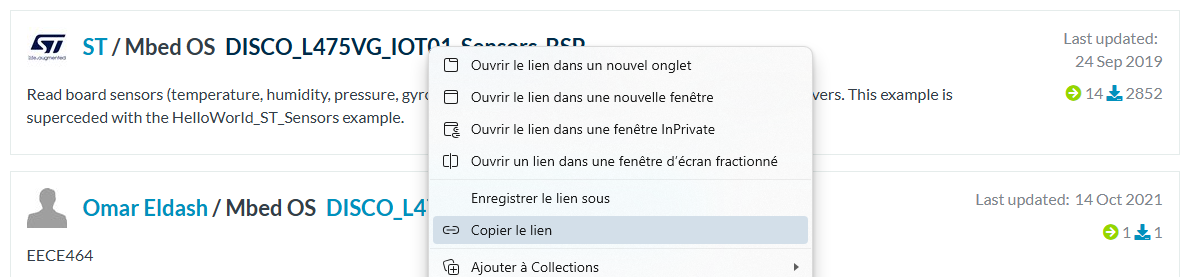 ST / Mbed OS DISCO_L475VG_IOT01-Sensors-BSP
Last updated:
24 Sep 2019
14 2852
Read board sensors (temperature, humidity, pressure, gyro
vers. This example is
superceded with the HelloWorld_ST_Sensors example.
Ouvrir le lien dans un nouvel onglet
Ouvrir le lien dans une nouvelle fenêtre
Ouvrir le lien dans une fenêtre InPrivate
Ouvrir un lien dans une fenêtre d'écran fractionné
Enregistrer le lien sous
Copier le lien
Ajouter à Collections
Omar Eldash / Mbed OS DISCO_L47
Last updated: 14 Oct 2021
1 1
EECE464